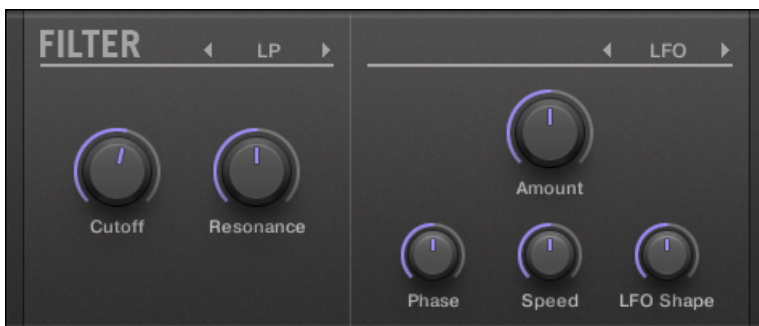 FILTER
LP
LFO
Cutoff
Resonance
Amount
Phase
Speed
LFO Shape